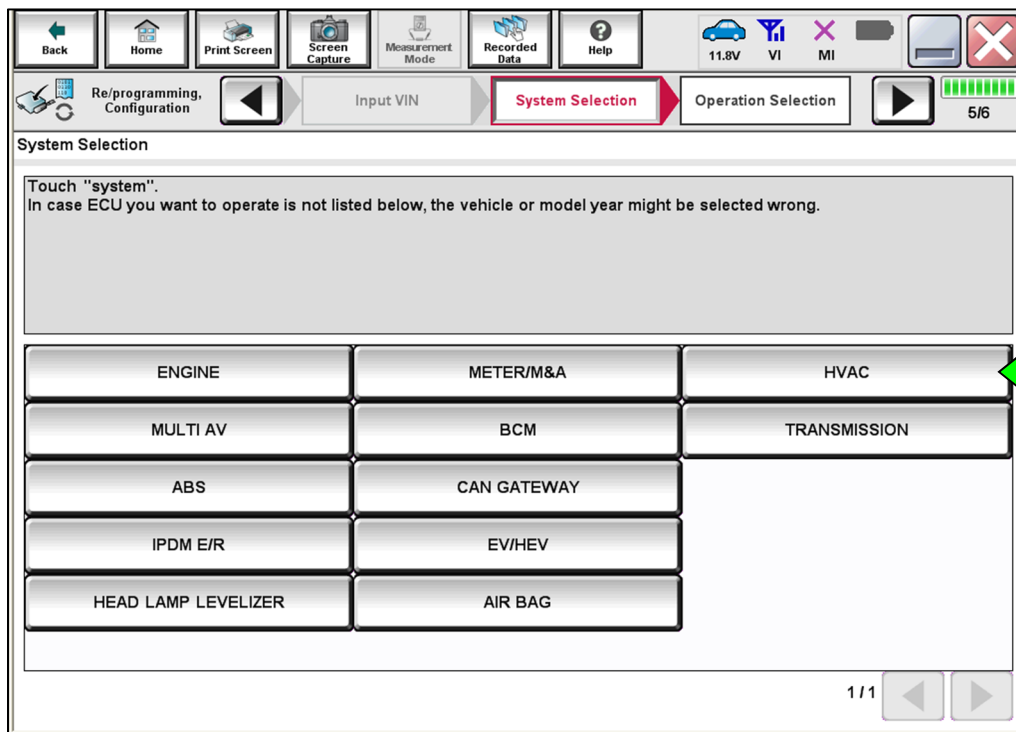 Back
Home
Print Screen
Screen
Capture
Measurement
Mode
Recorded
Data
Help
11.8V
VI
MI
Re/programming,
Configuration
Input VIN
System Selection
Operation Selection
5/6
System Selection
Touch "system".
In case ECU you want to operate is not listed below, the vehicle or model year might be selected wrong.
ENGINE
METER/M&A
HVAC
MULTI AV
BCM
TRANSMISSION
ABS
CAN GATEWAY
IPDM E/R
EV/HEV
HEAD LAMP LEVELIZER
AIR BAG
1/1